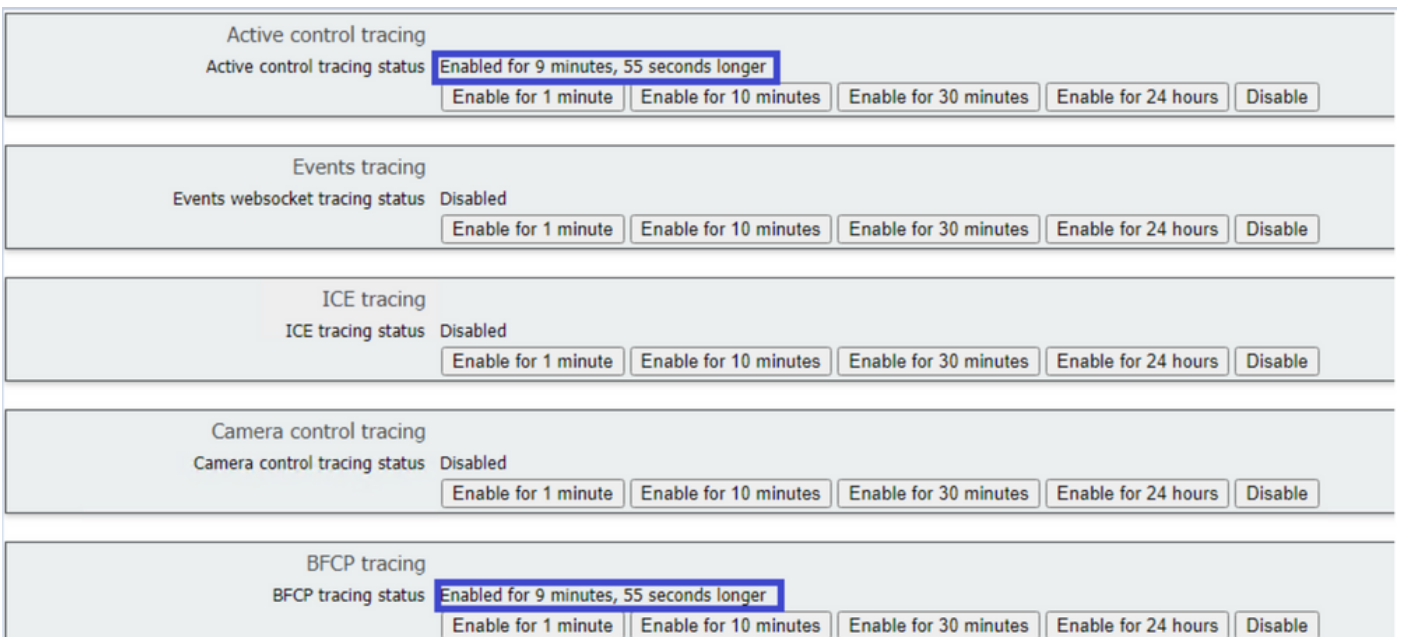 Active control tracing
Active control tracing status Enabled for 9 minutes, 55 seconds longer
Enable for 1 minute Enable for 10 minutes Enable for 30 minutes Enable for 24 hours Disable
Events tracing
Events websocket tracing status Disabled
Enable for 1 minute Enable for 10 minutes Enable for 30 minutes Enable for 24 hours Disable
ICE tracing
ICE tracing status Disabled
Enable for 1 minute Enable for 10 minutes Enable for 30 minutes Enable for 24 hours Disable
Camera control tracing
Camera control tracing status Disabled
Enable for 1 minute Enable for 10 minutes Enable for 30 minutes Enable for 24 hours Disable
BFCP tracing
BFCP tracing status Enabled for 9 minutes, 55 seconds longer
Enable for 1 minute Enable for 10 minutes Enable for 30 minutes Enable for 24 hours Disable